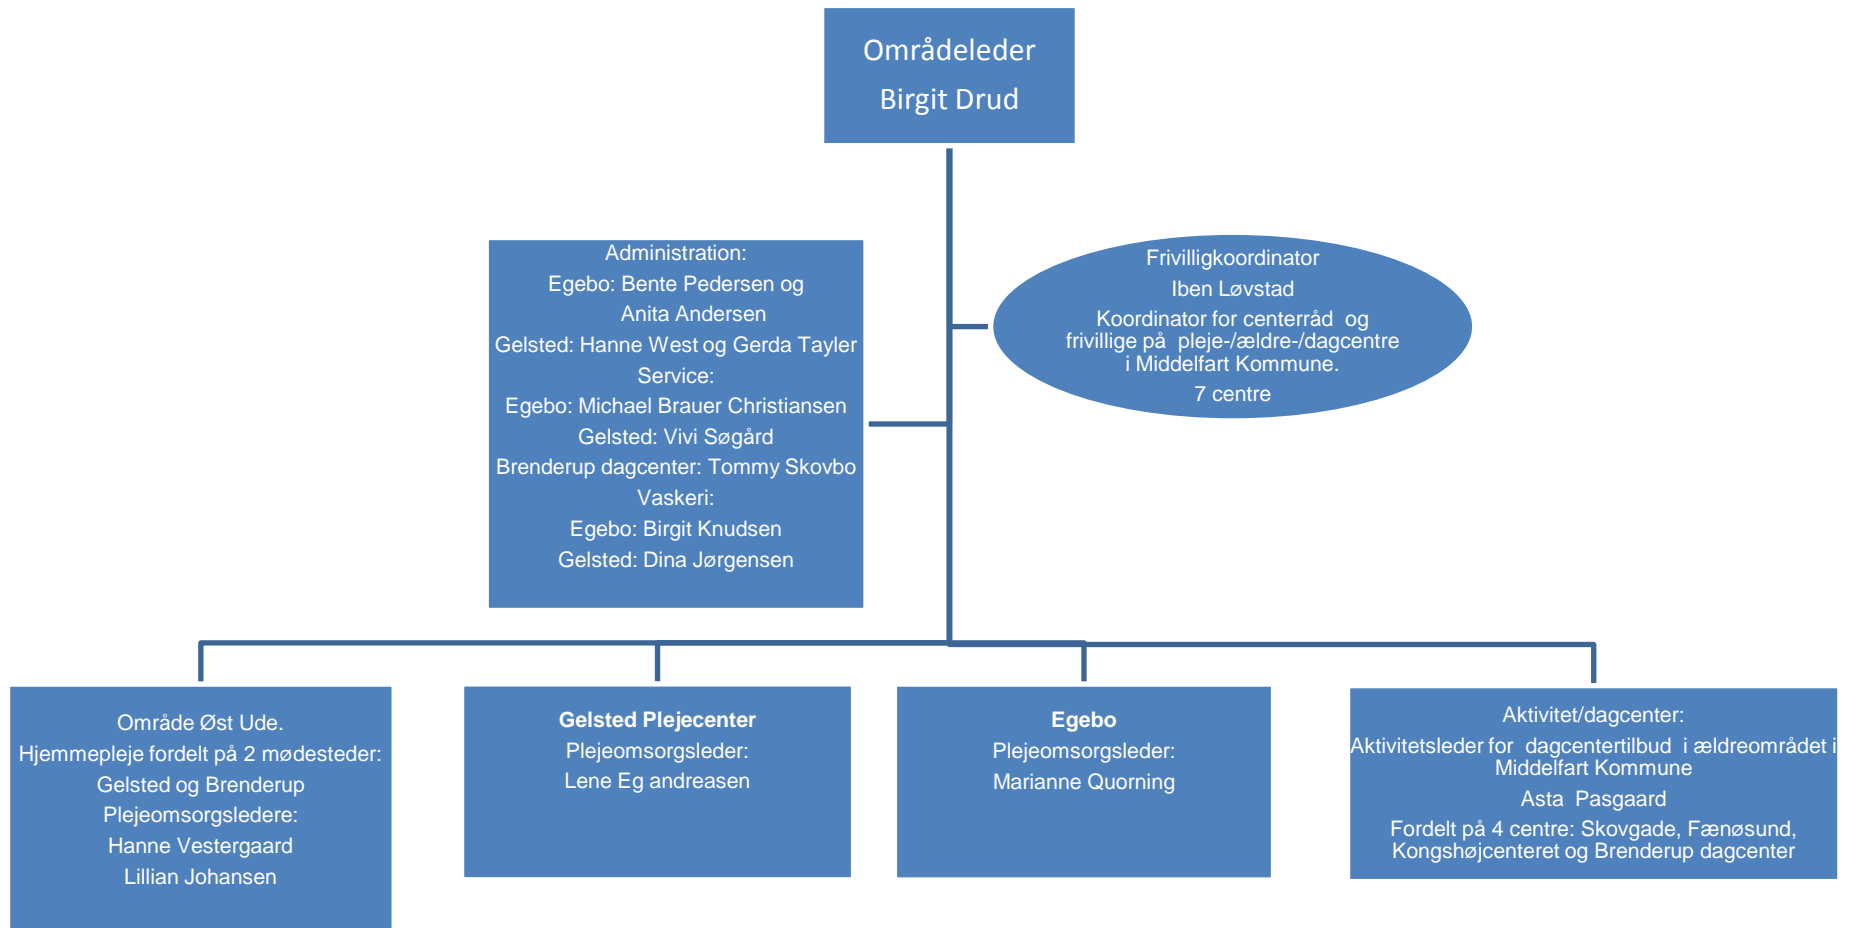 Områdeleder
Birgit Drud
Administration:
Egebo: Bente Pedersen og
Anita Andersen
Gelsted: Hanne West og Gerda Tayler
Service:
Egebo: Michael Brauer Christiansen
Gelsted: Vivi Søgård
Brenderup dagcenter: Tommy Skovbo
Vaskeri:
Egebo: Birgit Knudsen
Gelsted: Dina Jørgensen
Frivilligkoordinator
Iben Løvstad
Koordinator for centerråd og
frivillige på pleje-/ældre-/dagcentre
i Middelfart Kommune.
7 centre
Område Øst Ude.
Hjemmepleje fordelt på 2 mødesteder:
Gelsted og Brenderup
Plejeomsorgsledere:
Hanne Vestergaard
Lillian Johansen
Gelsted Plejecenter
Plejeomsorgsleder:
Lene Eg andreasen
Egebo
Plejeomsorgsleder:
Marianne Quorning
Aktivitet/dagcenter:
Aktivitetsleder for dagcentertilbud i ældreområdet i
Middelfart Kommune
Asta Pasgaard
Fordelt på 4 centre: Skovgade, Fænøsund,
Kongshøjcenteret og Brenderup dagcenter